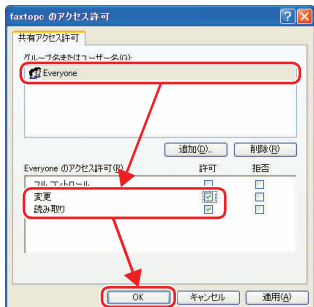 faxtopc のアクセス許可
共有アクセス許可
グループ名またはユーザー名(G):
Everyone
追加(D)...
削除(R)
Everyone のアクセス許可(P)
許可
拒否
フル コントロール
変更
読み取り
OK
キャンセル
適用(A)